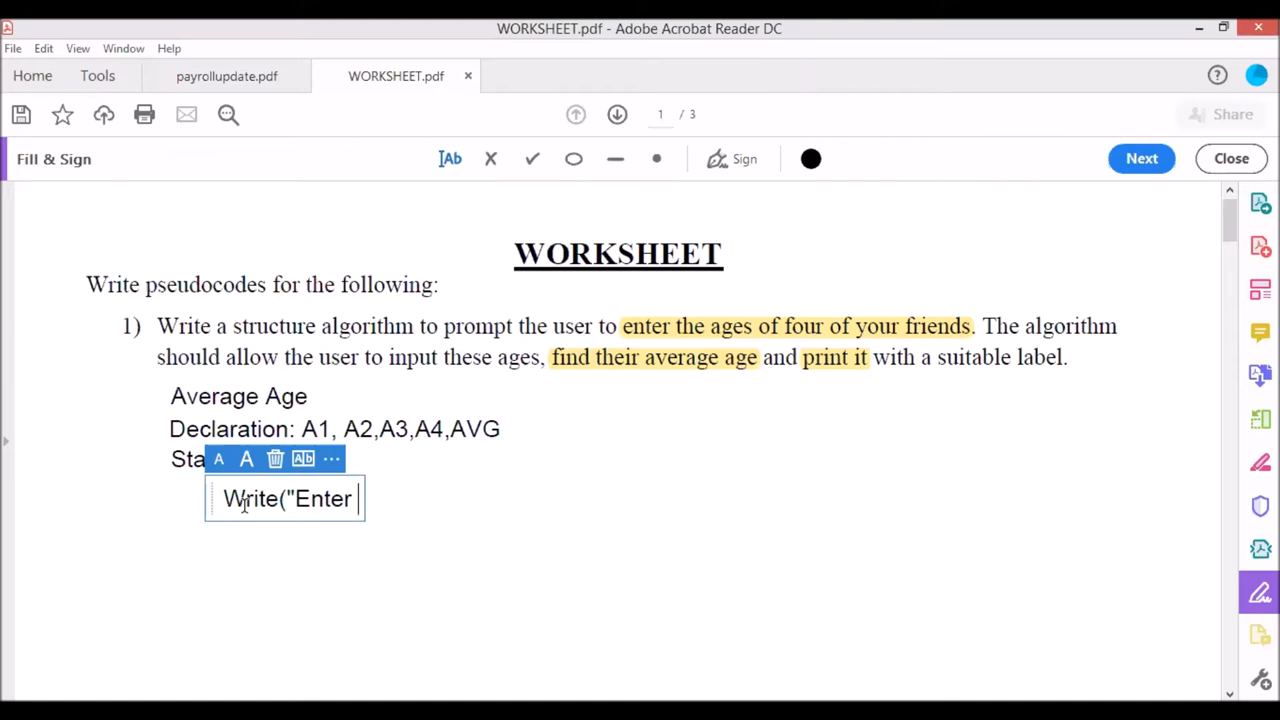 WORKSHEET.pdf - Adobe Acrobat Reader DC
File Edit View Window Help
Home Tools payrollupdate.pdf WORKSHEET.pdf ×
1 / 3 Share
Fill & Sign Ab Sign Next Close
WORKSHEET
Write pseudocodes for the following:
1) Write a structure algorithm to prompt the user to enter the ages of four of your friends. The algorithm
should allow the user to input these ages, find their average age and print it with a suitable label.
Average Age
Declaration: A1, A2,A3,A4,AVG
Sta
A A Ab ...
Write("Enter